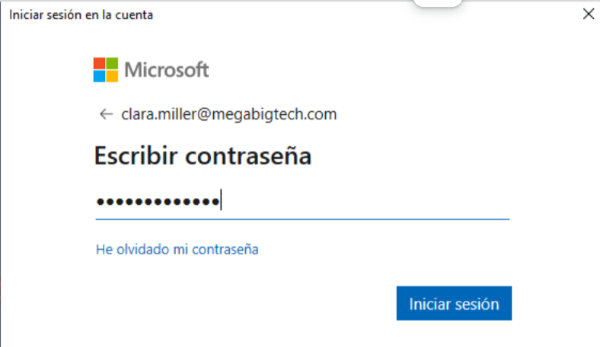 Iniciar sesión en la cuenta
Microsoft
clara.miller@megabigtech.com
Escribir contraseña
•••••••••••••
He olvidado mi contraseña
Iniciar sesión